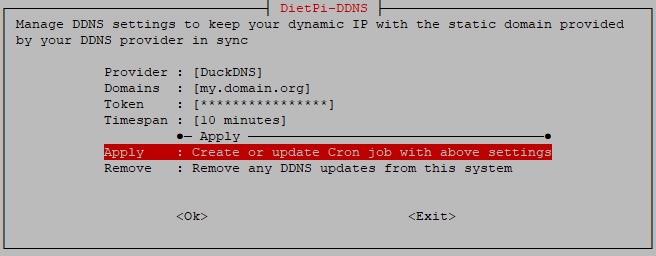 DietPi-DDNS
Manage DDNS settings to keep your dynamic IP with the static domain provided
by your DDNS provider in sync
Provider : [DuckDNS]
Domains : [my.domain.org]
Token : [****************]
Timespan : [10 minutes]
●─ Apply ─●
Apply : Create or update Cron job with above settings
Remove : Remove any DDNS updates from this system
<Ok> <Exit>